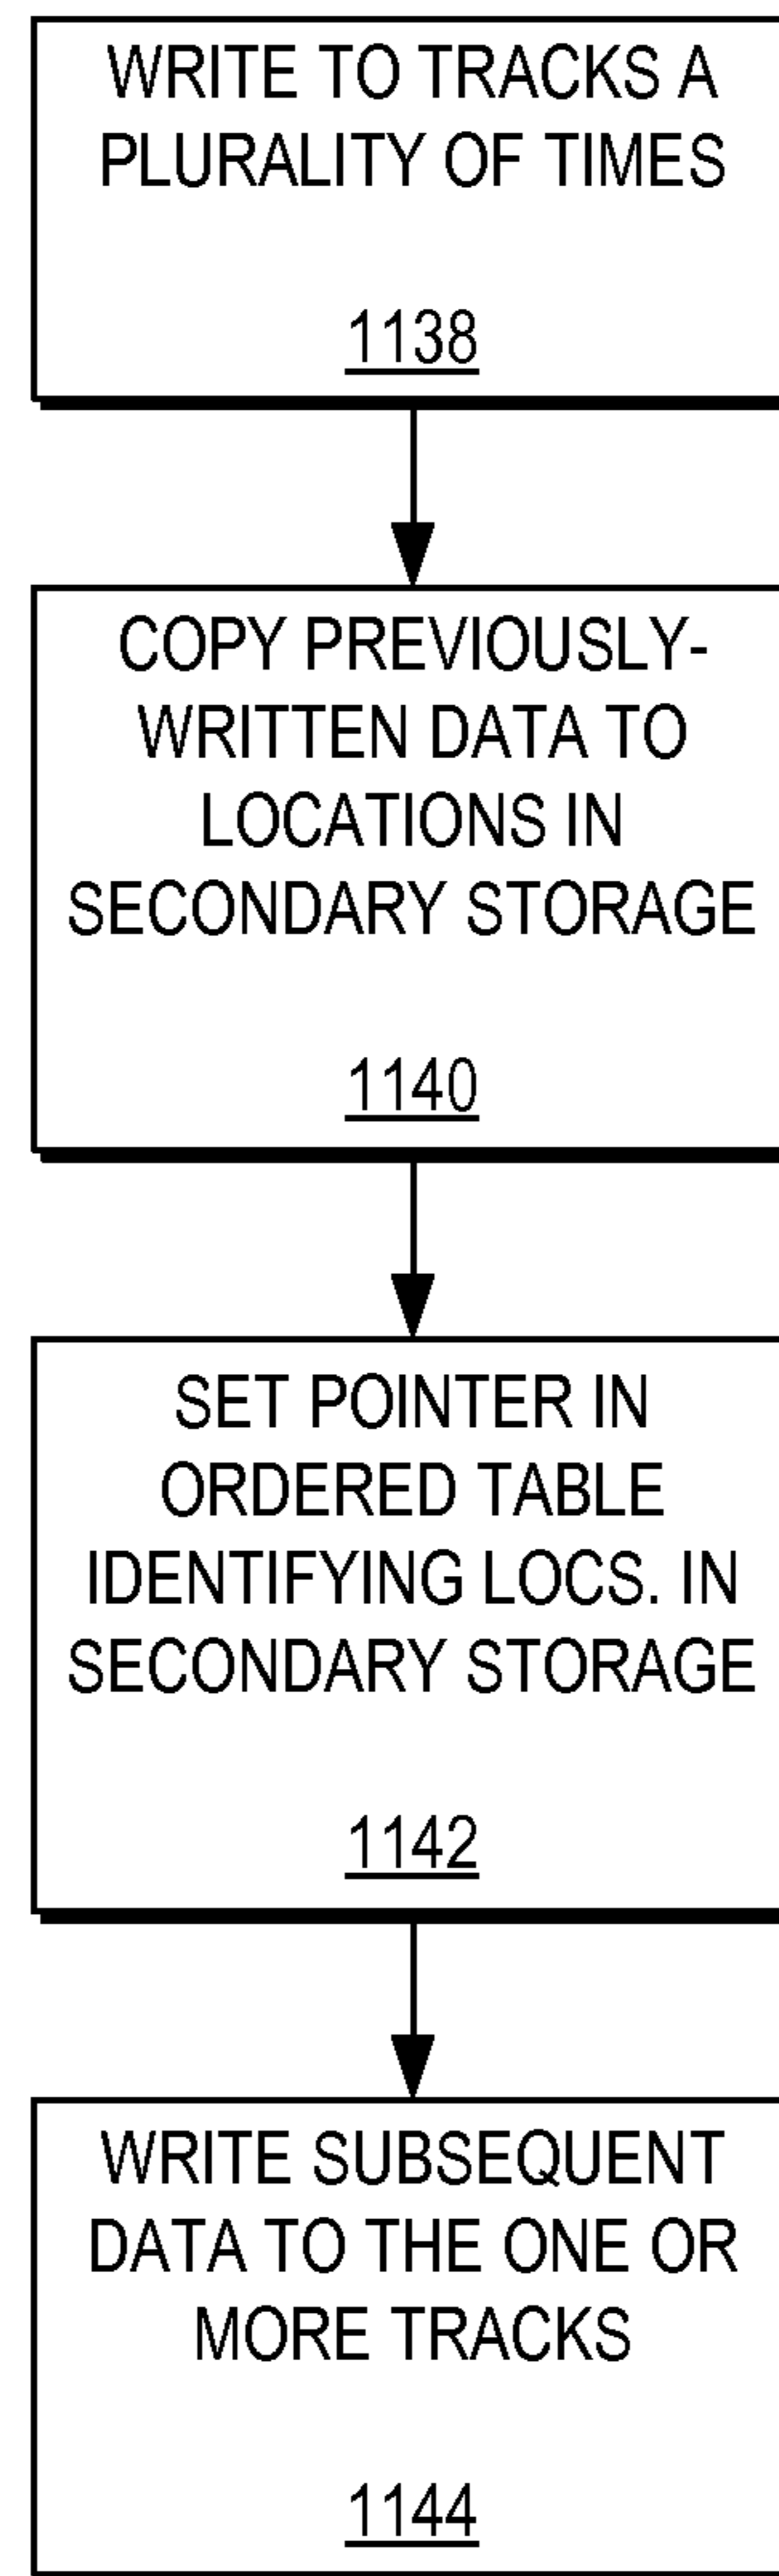 WRITE TO TRACKS A
PLURALITY OF TIMES
1138
COPY PREVIOUSLY-
WRITTEN DATA TO
LOCATIONS IN
SECONDARY STORAGE
1140
SET POINTER IN
ORDERED TABLE
IDENTIFYING LOCS. IN
SECONDARY STORAGE
1142
WRITE SUBSEQUENT
DATA TO THE ONE OR
MORE TRACKS
1144